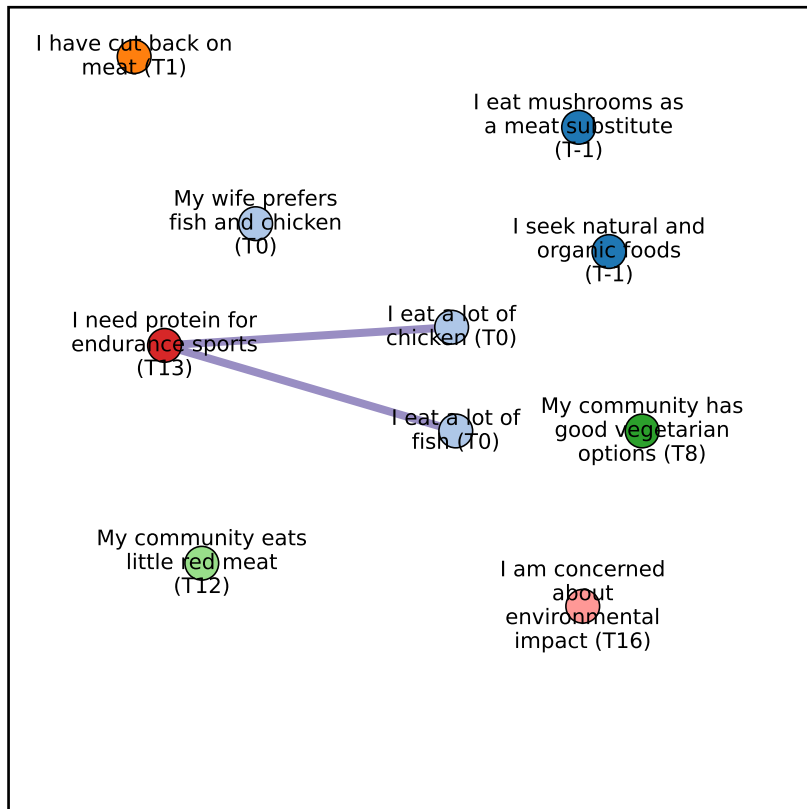 I have cut back on
meat (T1)
I eat mushrooms as
a meat substitute
(T-1)
My wife prefers
fish and chicken
(T0)
I seek natural and
organic foods
(T-1)
I need protein for
endurance sports
(T13)
I eat a lot of
chicken (T0)
I eat a lot of
fish (T0)
My community has
good vegetarian
options (T8)
My community eats
little red meat
(T12)
I am concerned
about
environmental
impact (T16)